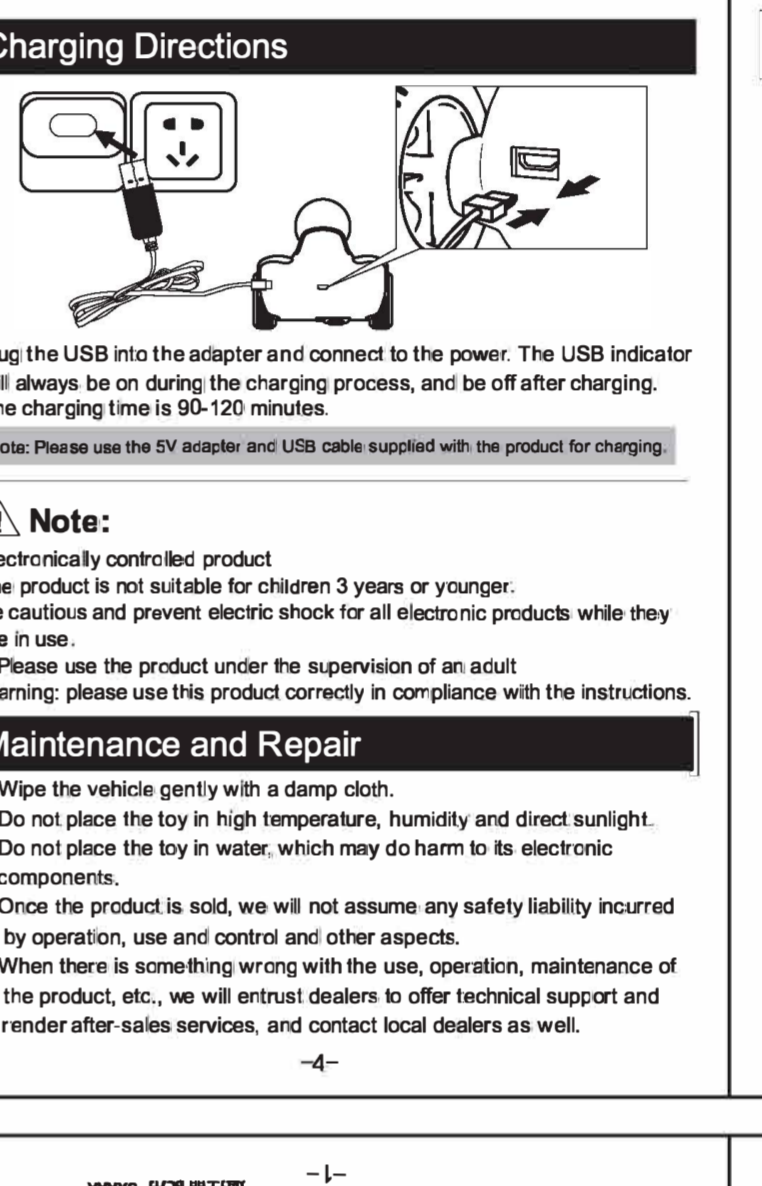 Charging Directions
ug the USB into the adapter and connect to the power. The USB indicator
ll always be on during the charging process, and be off after charging.
he charging time is 90-120 minutes.
ote: Please use the 5V adapter and USB cable supplied with the product for charging.
Note:
ectronically controlled product
e product is not suitable for children 3 years or younger.
e cautious and prevent electric shock for all electronic products while they
e in use.
Please use the product under the supervision of an adult
arning: please use this product correctly in compliance with the instructions.
Maintenance and Repair
Wipe the vehicle gently with a damp cloth.
Do not place the toy in high temperature, humidity and direct sunlight.
Do not place the toy in water, which may do harm to its electronic
components.
Once the product is sold, we will not assume any safety liability incurred
by operation, use and control and other aspects.
When there is something wrong with the use, operation, maintenance of
the product, etc., we will entrust dealers to offer technical support and
render after-sales services, and contact local dealers as well.
-4-
-1-